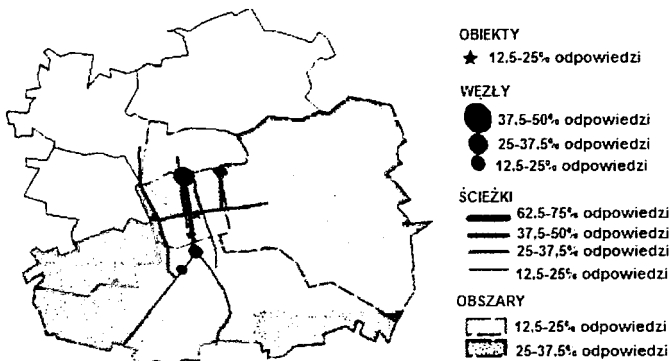 OBIEKTY
★ 12.5-25% odpowiedzi
WĘZŁY
37.5-50% odpowiedzi
25-37.5% odpowiedzi
12.5-25% odpowiedzi
ŚCIEŻKI
62.5-75% odpowiedzi
37,5-50% odpowiedzi
25-37,5% odpowiedzi
12.5-25% odpowiedzi
OBSZARY
12.5-25% odpowiedzi
25-37.5% odpowiedzi